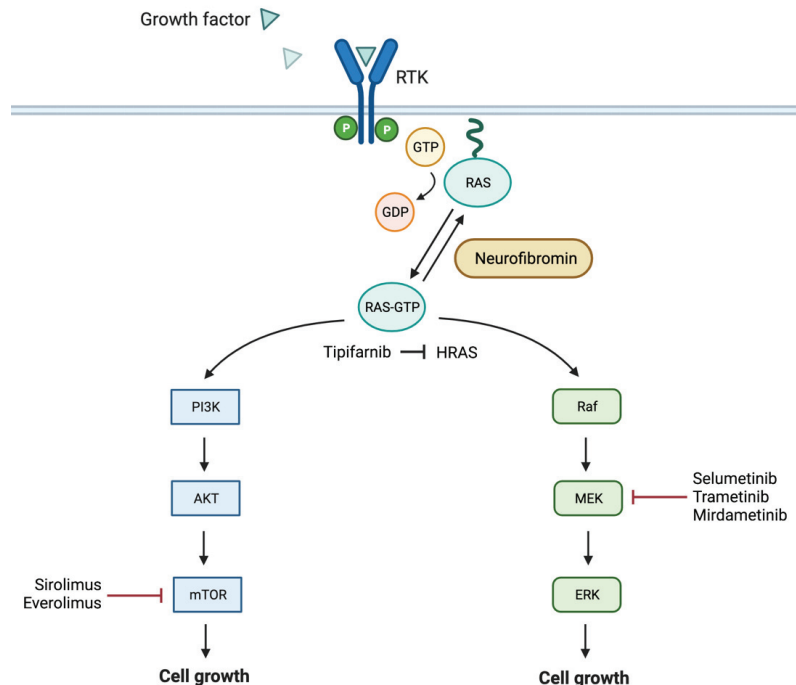 Growth factor
RTK
P
P
GTP
RAS
GDP
Neurofibromin
RAS-GTP
Tipifarnib
HRAS
PI3K
Raf
AKT
MEK
Selumetinib
Trametinib
Mirdametinib
Sirolimus
Everolimus
mTOR
ERK
Cell growth
Cell growth